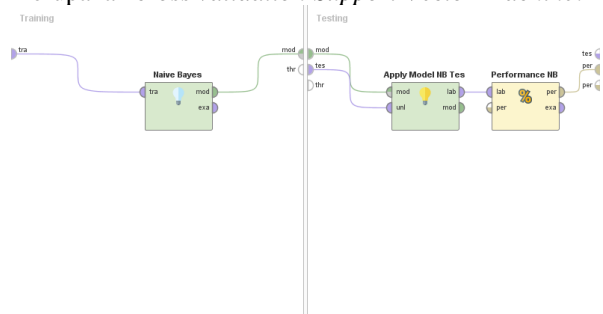 Training
Testing
tra
mod
mod
tes
thr
tes
per
thr
per
Naive Bayes
tra
mod
exa
Apply Model NB Tes
mod
lab
unl
mod
Performance NB
lab
per
per
exa